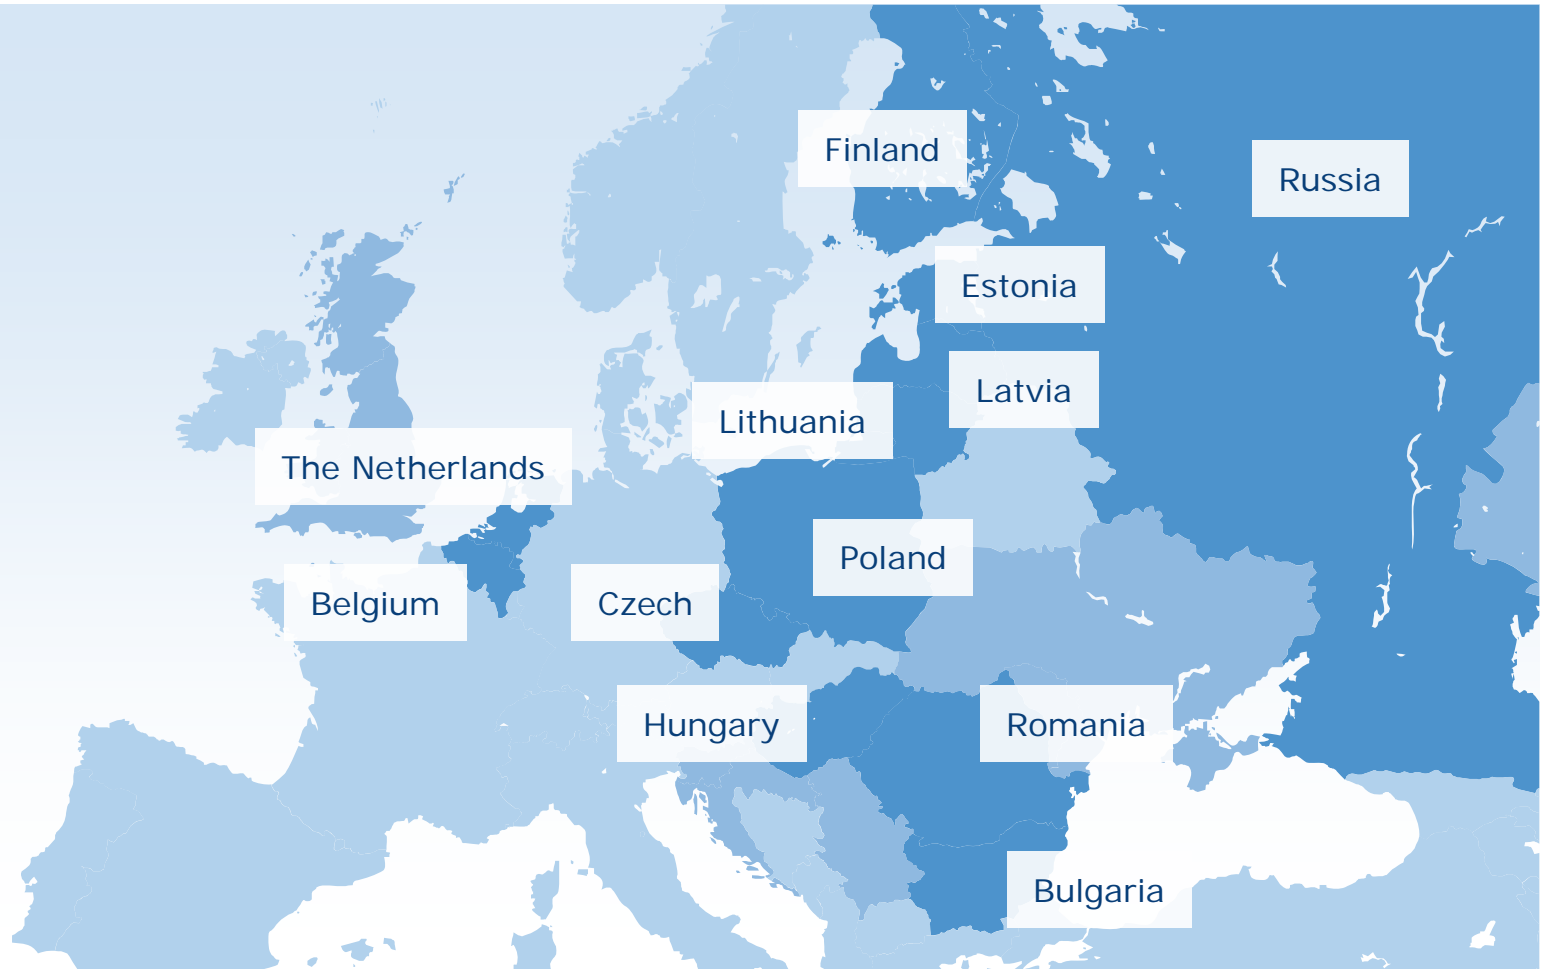 Finland
Russia
Estonia
Latvia
Lithuania
The Netherlands
Poland
Belgium
Czech
Hungary
Romania
Bulgaria